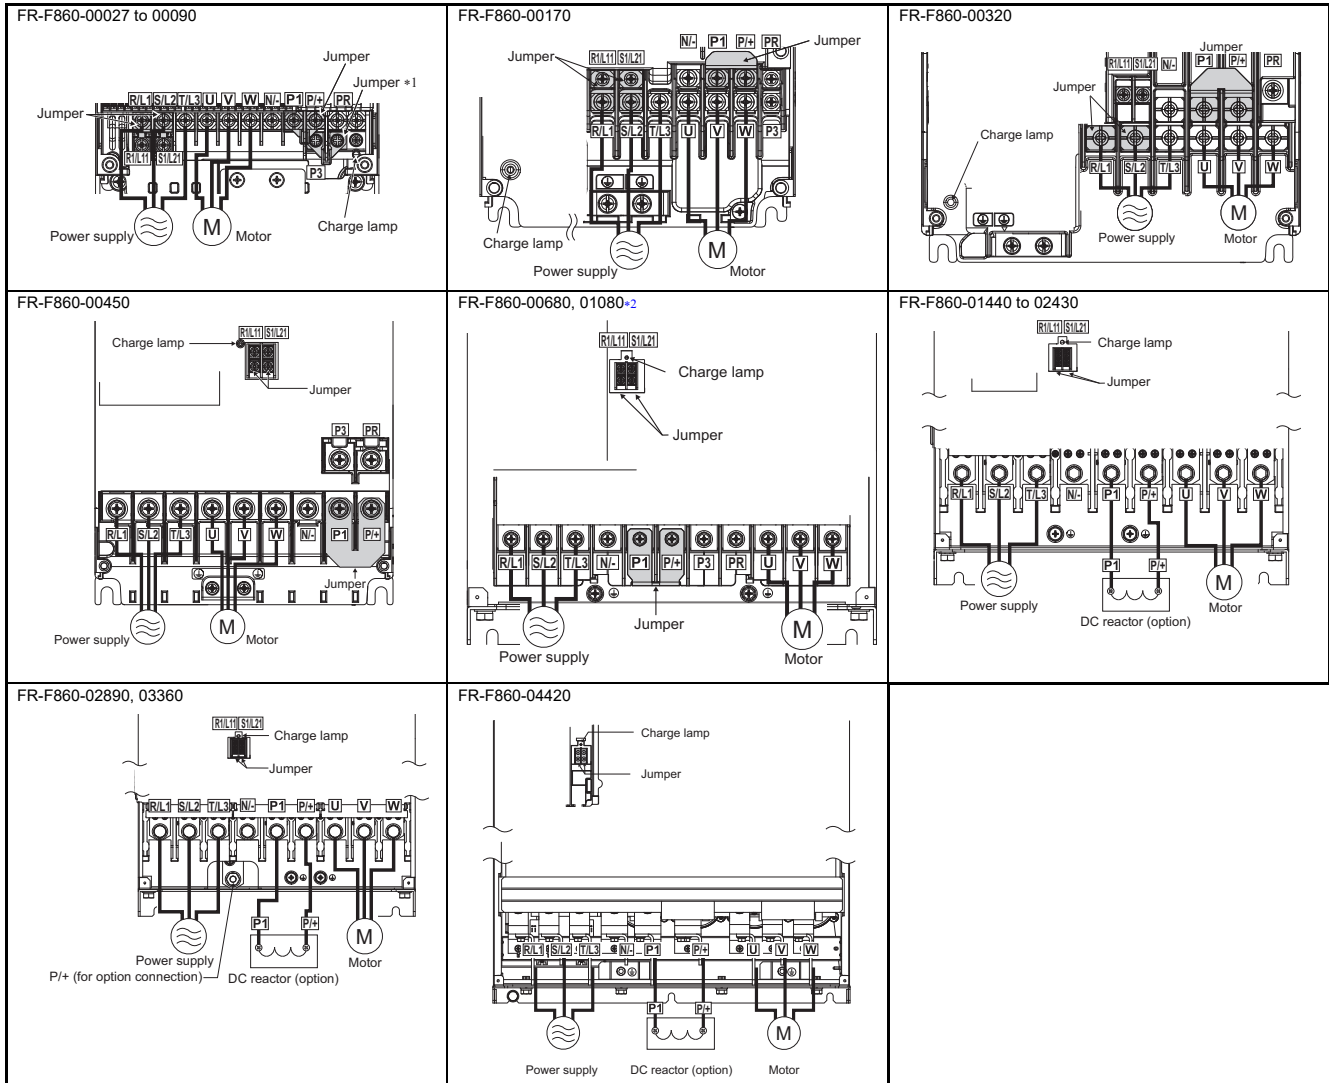 FR-F860-00027 to 00090
Jumper
Jumper *1
R/L1 S/L2 T/L3 U V W N/- P1 P/+ PR
Jumper
R1/L11 S1/L21
P3
Power supply
M
Motor
Charge lamp
FR-F860-00170
N/- P1 P/+ PR
Jumper
Jumper
R1/L11 S1/L21
R/L1 S/L2 T/L3 U V W P3
Charge lamp
Power supply
M
Motor
FR-F860-00320
Jumper
R1/L11 S1/L21 N/- P1 P/+ PR
Jumper
Charge lamp
R/L1 S/L2 T/L3 U V W
Power supply
M
Motor
FR-F860-00450
R1/L11 S1/L21
Charge lamp
Jumper
P3 PR
R/L1 S/L2 T/L3 U V W N/- P1 P/+
Jumper
Power supply
M
Motor
FR-F860-00680, 01080*2
R1/L11 S1/L21
Charge lamp
Jumper
R/L1 S/L2 T/L3 N/- P1 P/+ P3 PR U V W
Jumper
Power supply
M
Motor
FR-F860-01440 to 02430
R1/L11 S1/L21
Charge lamp
Jumper
R/L1 S/L2 T/L3 N/- P1 P/+ U V W
P1 P/+
Power supply
DC reactor (option)
M
Motor
FR-F860-02890, 03360
R1/L11 S1/L21
Charge lamp
Jumper
R/L1 S/L2 T/L3 N/- P1 P/+ U V W
P1 P/+
M
Power supply
Motor
P/+ (for option connection)
DC reactor (option)
FR-F860-04420
Charge lamp
Jumper
R/L1 S/L2 T/L3 N/- P1 P/+ U V W
P1 P/+
M
Power supply
DC reactor (option)
Motor